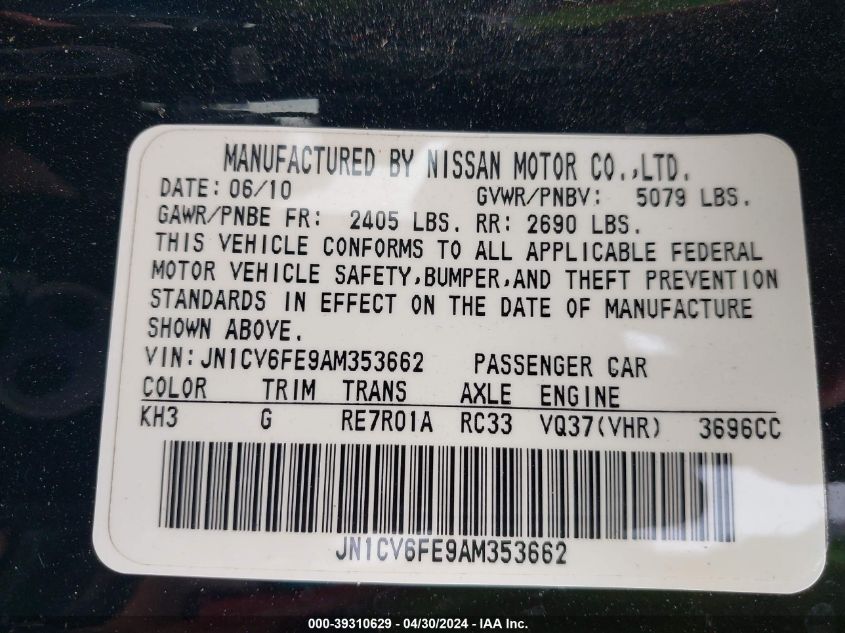 MANUFACTURED BY NISSAN MOTOR CO.,LTD.
DATE: 06/10 GVWR/PNBV: 5079 LBS.
GAWR/PNBE FR: 2405 LBS. RR: 2690 LBS.
THIS VEHICLE CONFORMS TO ALL APPLICABLE FEDERAL
MOTOR VEHICLE SAFETY,BUMPER,AND THEFT PREVENTION
STANDARDS IN EFFECT ON THE DATE OF MANUFACTURE
SHOWN ABOVE.
VIN: JN1CV6FE9AM353662 PASSENGER CAR
COLOR TRIM TRANS AXLE ENGINE
KH3 G RE7R01A RC33 VQ37(VHR) 3696CC
JN1CV6FE9AM353662
000-39310629 - 04/30/2024 - IAA Inc.